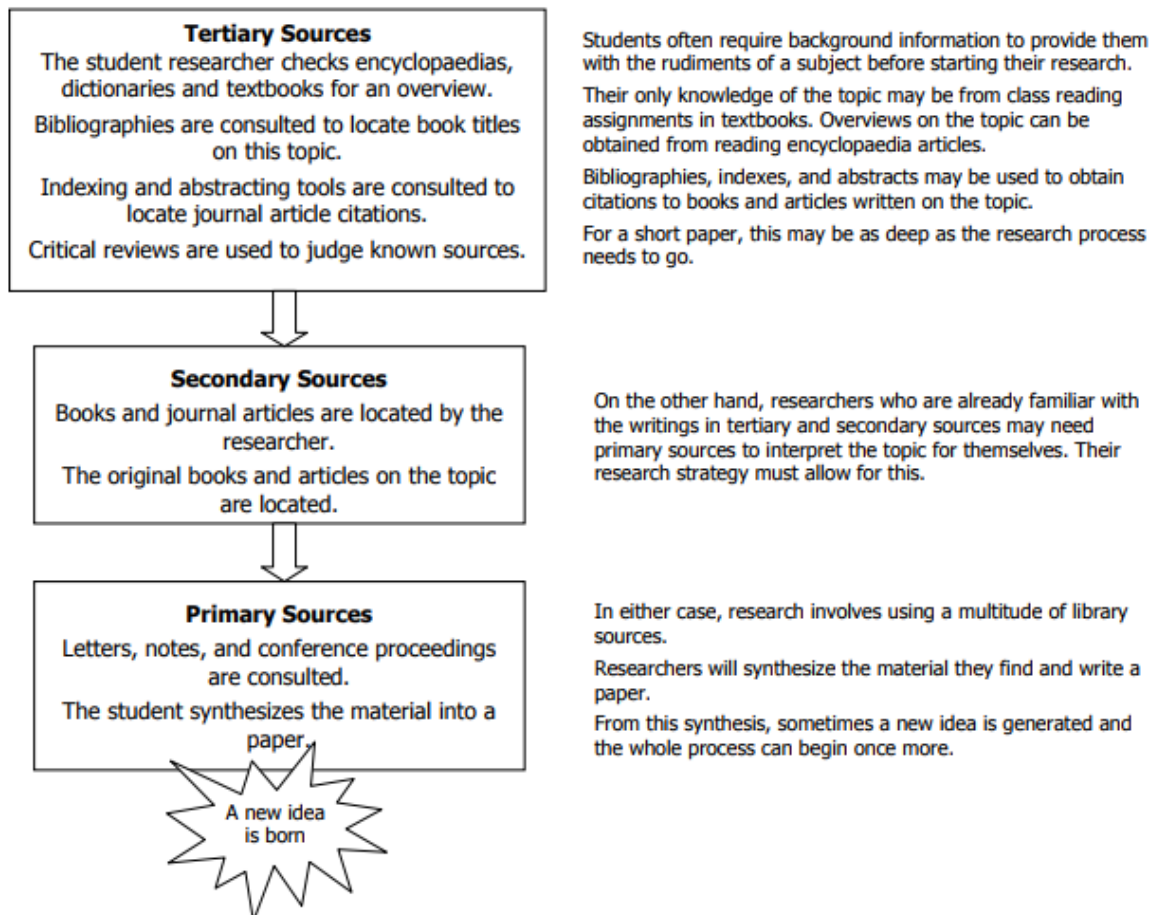 Tertiary Sources
The student researcher checks encyclopaedias,
dictionaries and textbooks for an overview.
Bibliographies are consulted to locate book titles
on this topic.
Indexing and abstracting tools are consulted to
locate journal article citations.
Critical reviews are used to judge known sources.
Students often require background information to provide them
with the rudiments of a subject before starting their research.
Their only knowledge of the topic may be from class reading
assignments in textbooks. Overviews on the topic can be
obtained from reading encyclopaedia articles.
Bibliographies, indexes, and abstracts may be used to obtain
citations to books and articles written on the topic.
For a short paper, this may be as deep as the research process
needs to go.
Secondary Sources
Books and journal articles are located by the
researcher.
The original books and articles on the topic
are located.
On the other hand, researchers who are already familiar with
the writings in tertiary and secondary sources may need
primary sources to interpret the topic for themselves. Their
research strategy must allow for this.
Primary Sources
Letters, notes, and conference proceedings
are consulted.
The student synthesizes the material into a
paper.
In either case, research involves using a multitude of library
sources.
Researchers will synthesize the material they find and write a
paper.
From this synthesis, sometimes a new idea is generated and
the whole process can begin once more.
A new idea
is born